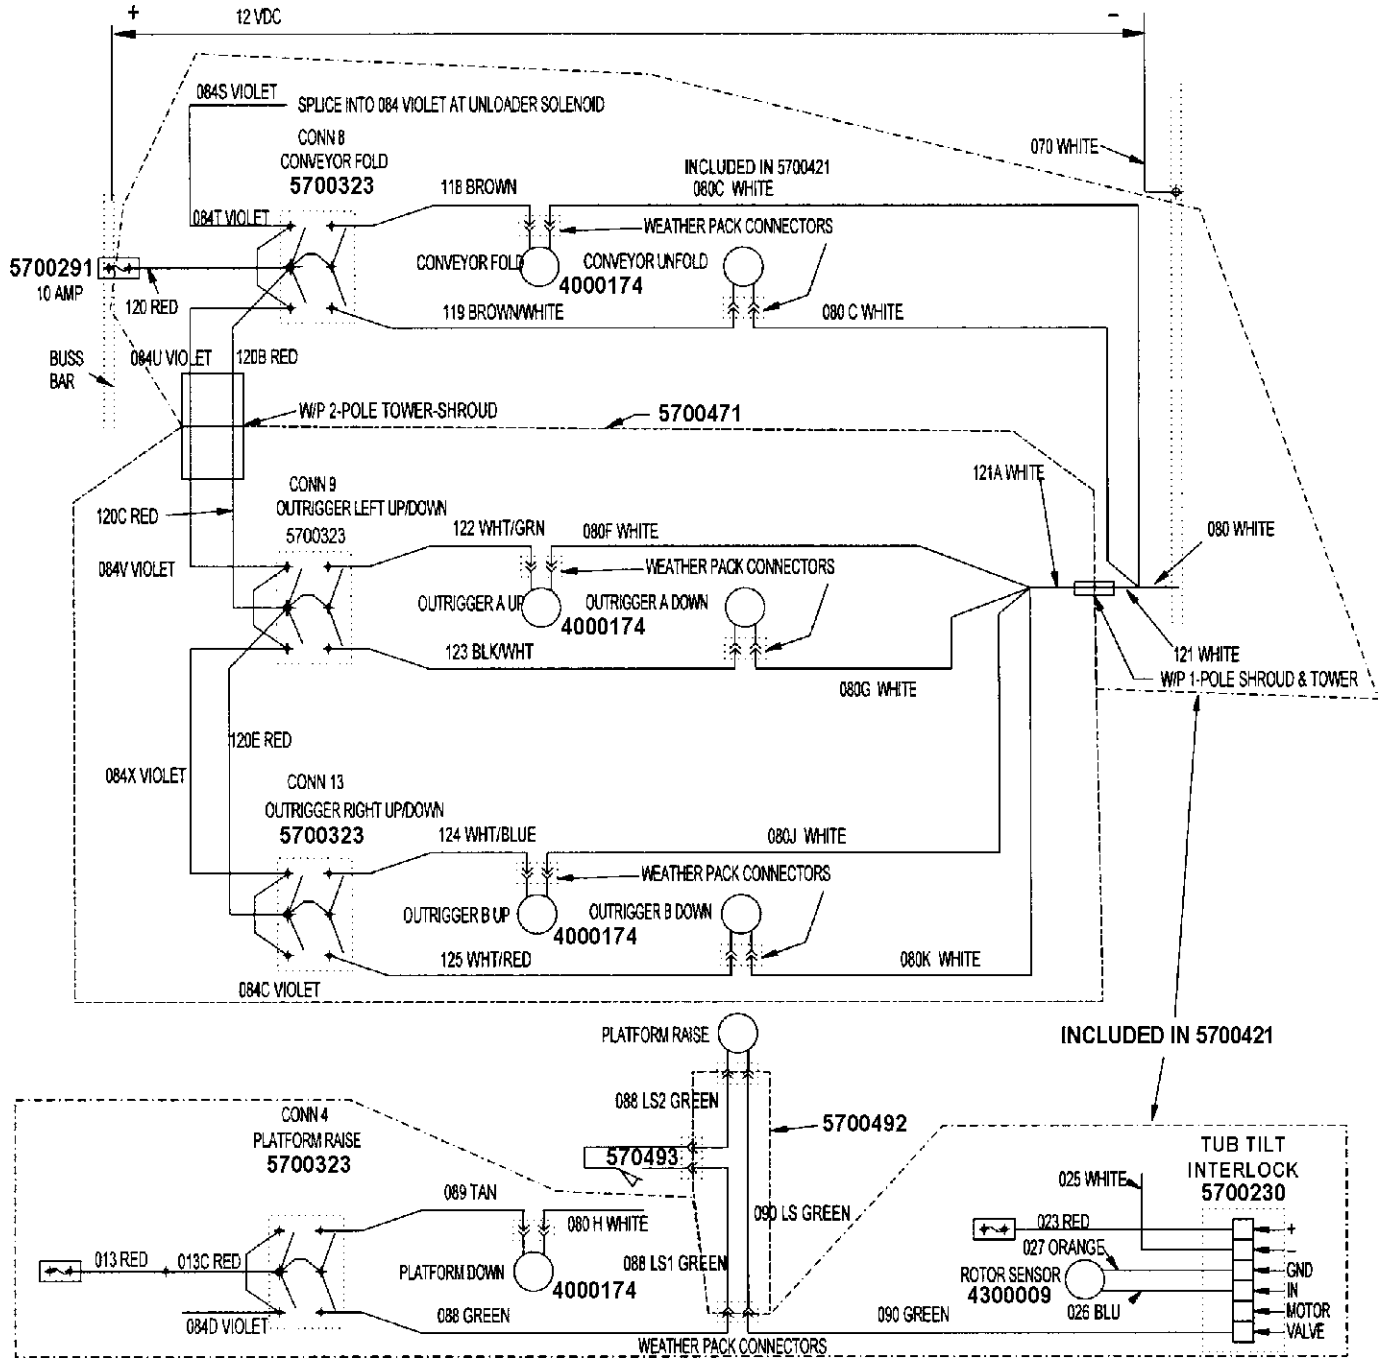 +
12 VDC
–
084S VIOLET
SPLICE INTO 084 VIOLET AT UNLOADER SOLENOID
CONN 8
CONVEYOR FOLD
5700323
070 WHITE
INCLUDED IN 5700421
118 BROWN
080C WHITE
084T VIOLET
WEATHER PACK CONNECTORS
5700291
10 AMP
CONVEYOR FOLD
4000174
CONVEYOR UNFOLD
120 RED
119 BROWN/WHITE
080 C WHITE
BUSS
BAR
084U VIOLET
120B RED
W/P 2-POLE TOWER-SHROUD
5700471
121A WHITE
CONN 9
OUTRIGGER LEFT UP/DOWN
5700323
120C RED
122 WHT/GRN
080F WHITE
080 WHITE
084V VIOLET
WEATHER PACK CONNECTORS
OUTRIGGER A UP
4000174
OUTRIGGER A DOWN
123 BLK/WHT
121 WHITE
W/P 1-POLE SHROUD & TOWER
080G WHITE
120E RED
084X VIOLET
CONN 13
OUTRIGGER RIGHT UP/DOWN
5700323
124 WHT/BLUE
080J WHITE
WEATHER PACK CONNECTORS
OUTRIGGER B UP
4000174
OUTRIGGER B DOWN
125 WHT/RED
080K WHITE
084C VIOLET
PLATFORM RAISE
INCLUDED IN 5700421
088 LS2 GREEN
CONN 4
PLATFORM RAISE
5700323
5700492
570493
TUB TILT
INTERLOCK
5700230
025 WHITE
089 TAN
080 H WHITE
090 LS GREEN
023 RED
+
013 RED
013C RED
088 LS1 GREEN
027 ORANGE
–
PLATFORM DOWN
4000174
ROTOR SENSOR
4300009
GND
IN
084D VIOLET
088 GREEN
090 GREEN
026 BLU
MOTOR
VALVE
WEATHER PACK CONNECTORS